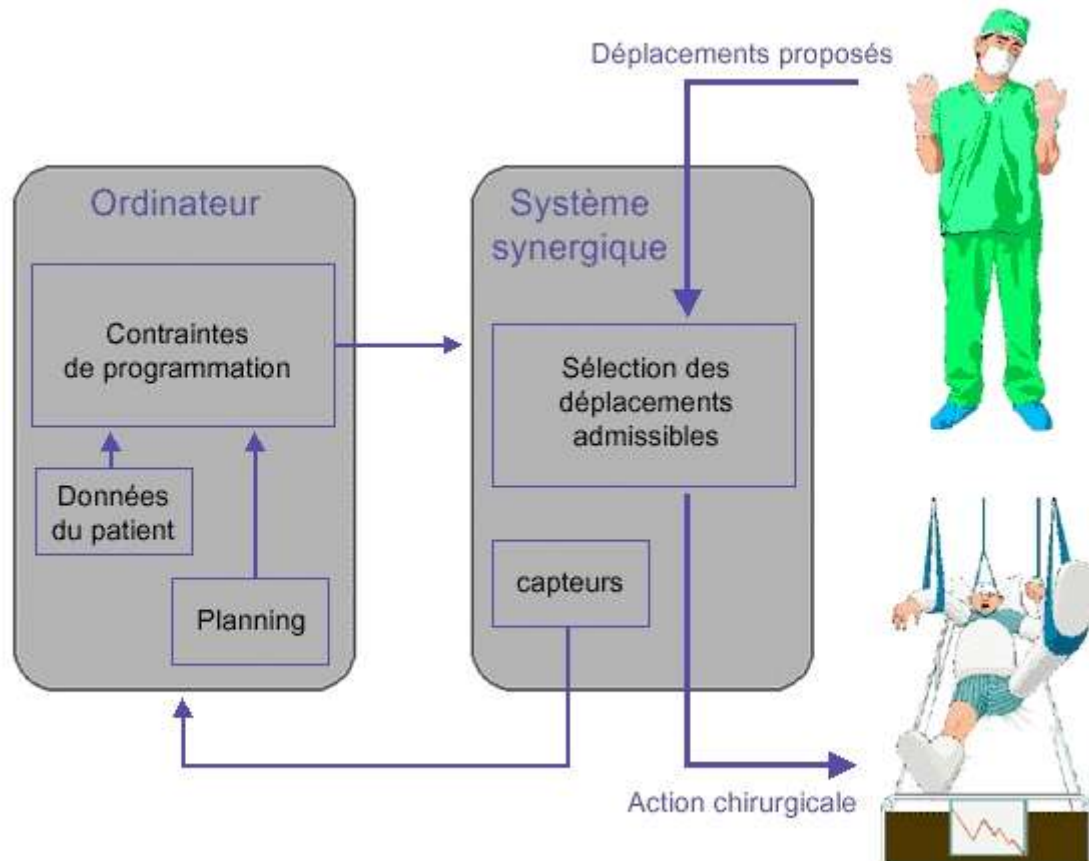 Déplacements proposés
Ordinateur
Contraintes
de programmation
Données
du patient
Planning
Système
synergique
Sélection des
déplacements
admissibles
capteurs
Action chirurgicale